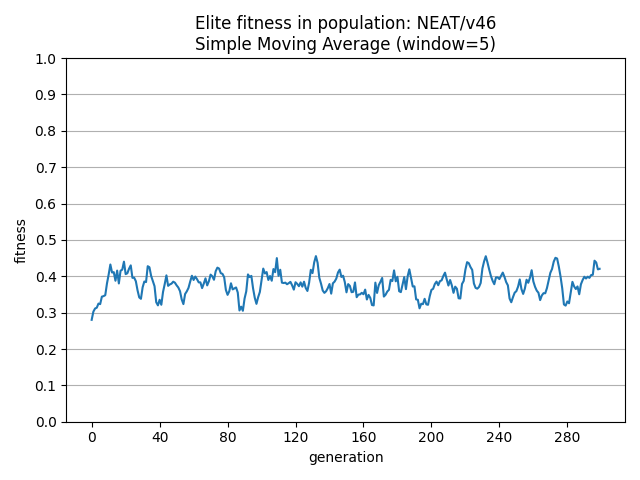 Elite fitness in population: NEAT/v46
Simple Moving Average (window=5)
1.0
0.9
0.8
0.7
0.6
0.5
0.4
0.3
0.2
0.1
0.0
fitness
0 40 80 120 160 200 240 280
generation